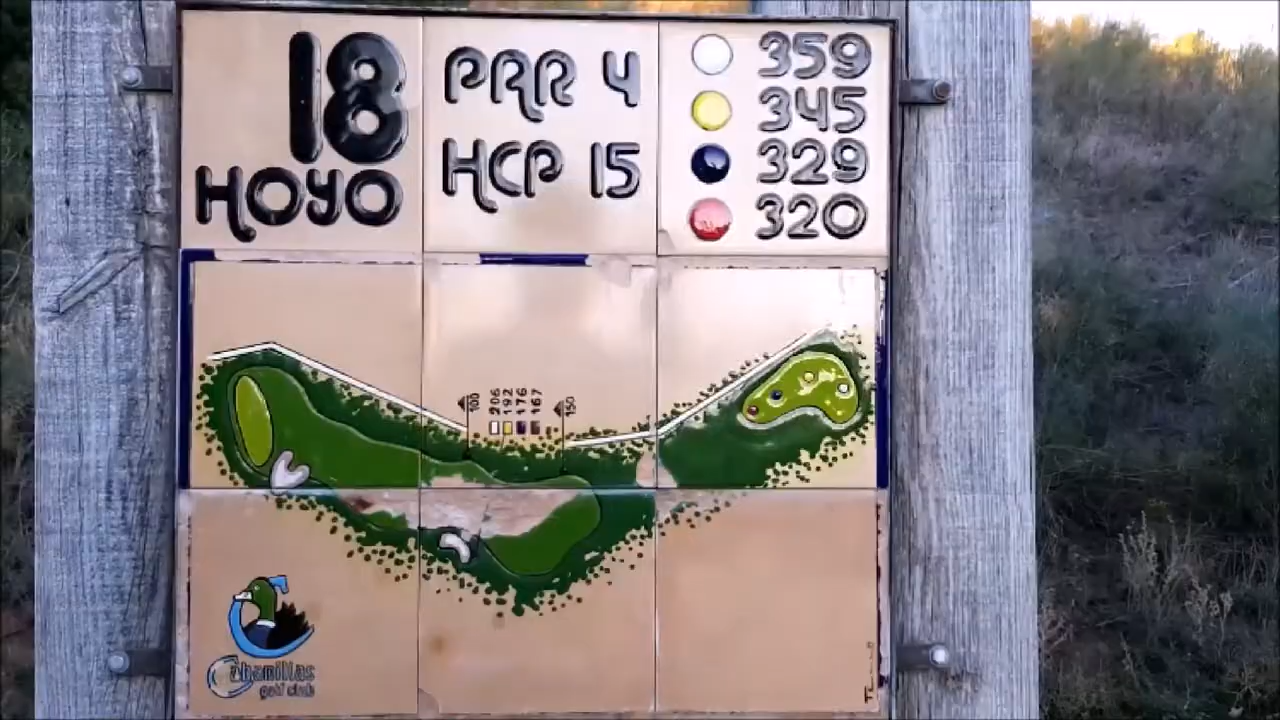 18
HOYO
PAR 4
HCP 15
359
345
329
320
100
206
192
176
167
150
Cabanillas
golf club